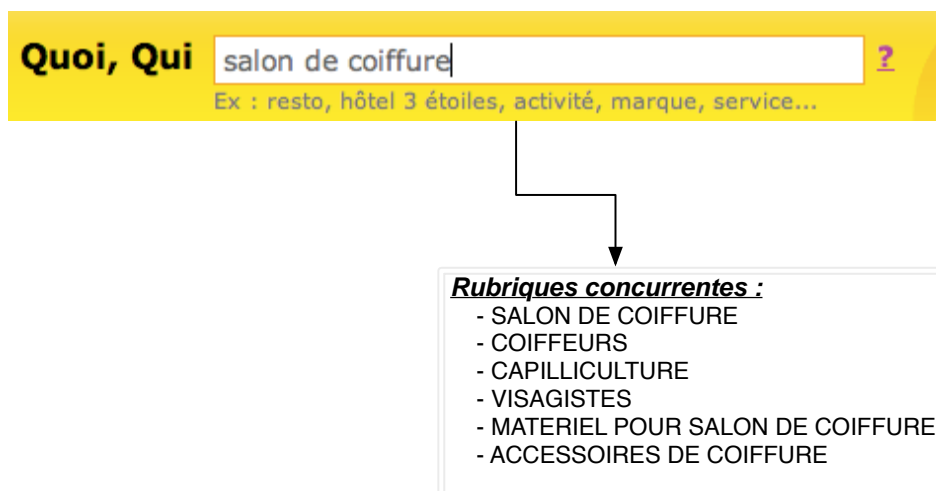 Quoi, Qui salon de coiffure ?
Ex : resto, hôtel 3 étoiles, activité, marque, service...
Rubriques concurrentes :
- SALON DE COIFFURE
- COIFFEURS
- CAPILLICULTURE
- VISAGISTES
- MATERIEL POUR SALON DE COIFFURE
- ACCESSOIRES DE COIFFURE